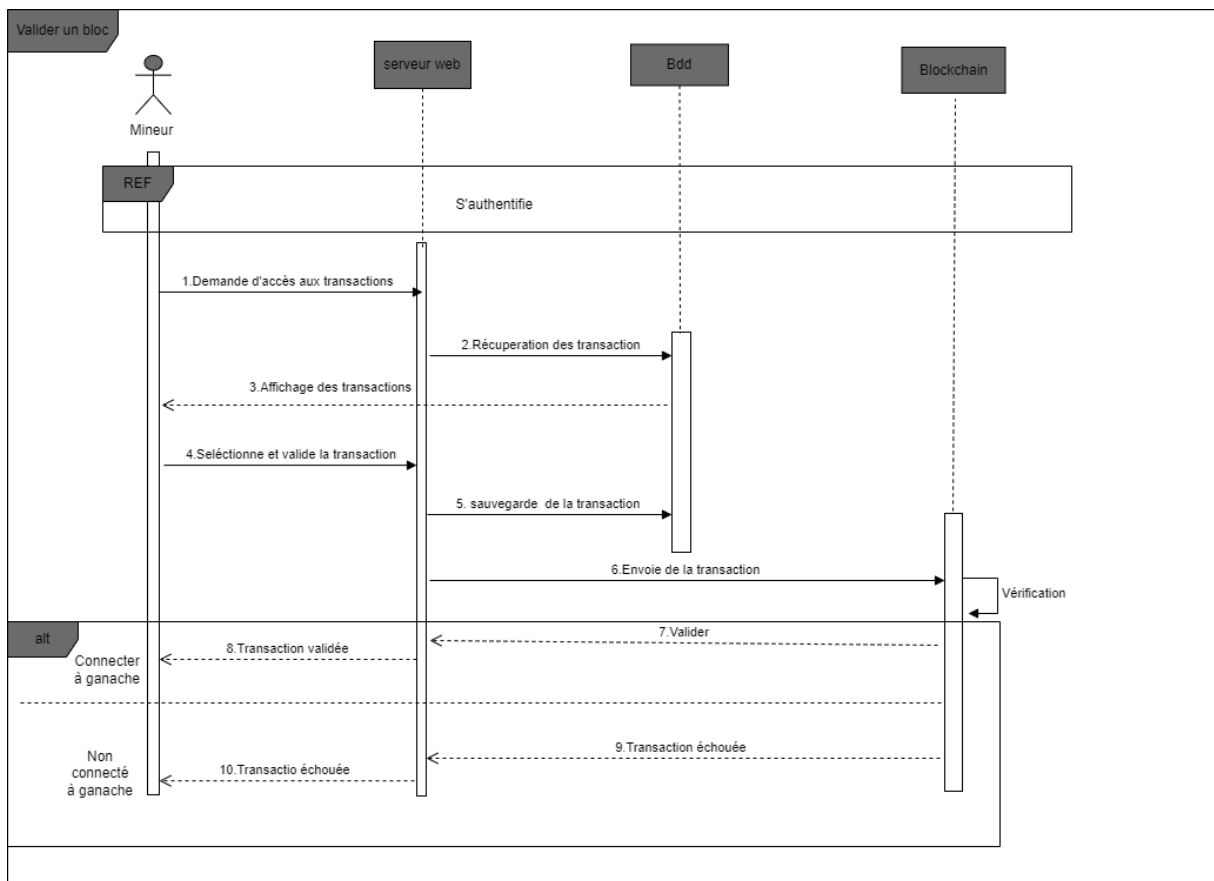 Valider un bloc
serveur web
Bdd
Blockchain
Mineur
REF
S'authentifie
1.Demande d'accès aux transactions
2.Récuperation des transaction
3.Affichage des transactions
4.Seléctionne et valide la transaction
5. sauvegarde de la transaction
6.Envoie de la transaction
Vérification
alt
7.Valider
8.Transaction validée
Connecter
à ganache
9.Transaction échouée
Non
connecté
à ganache
10.Transactio échouée